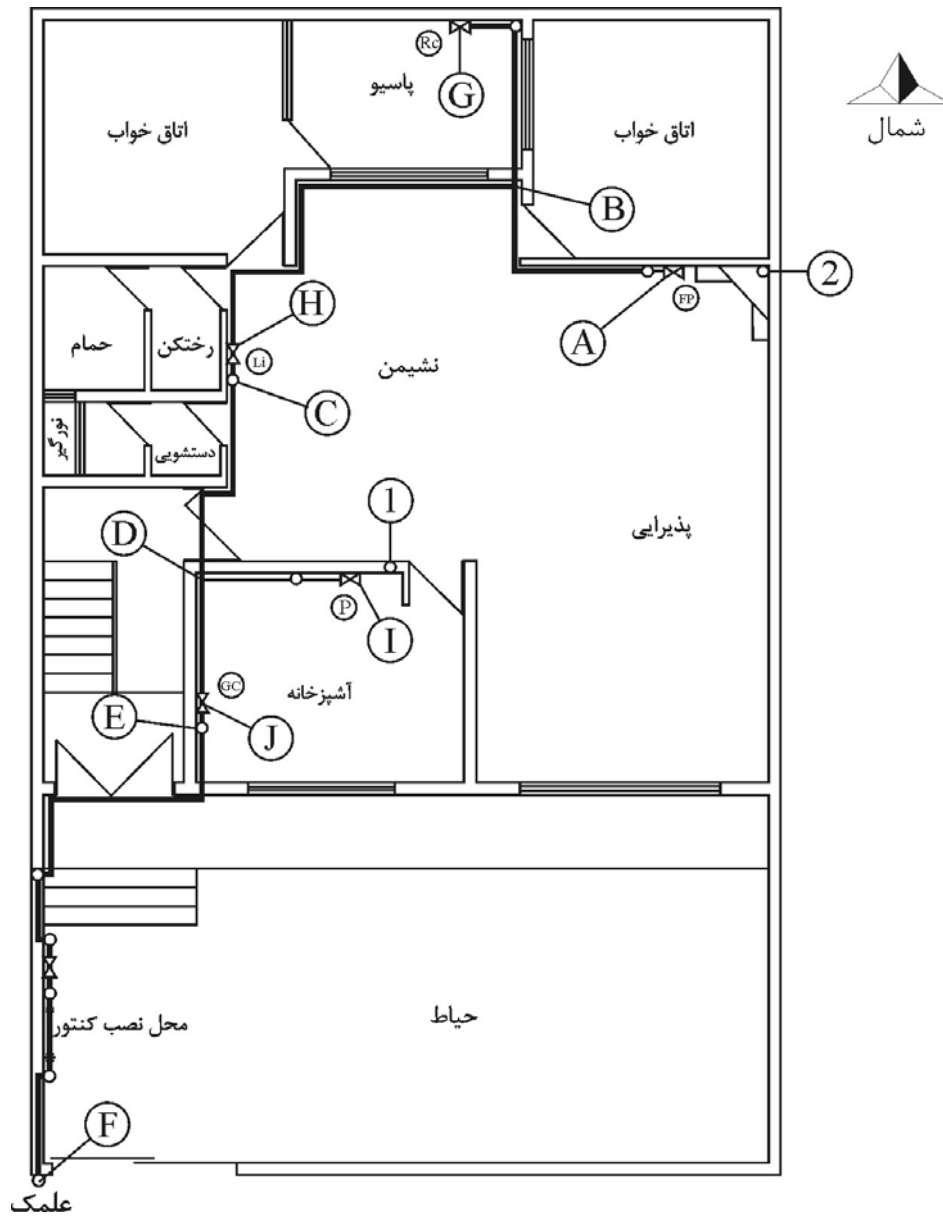 Rc
G
پاسیو
اتاق خواب
اتاق خواب
شمال
B
2
H
A
FP
حمام
رختکن
Li
نشیمن
C
نورگیر
دستشویی
1
D
پذیرایی
P
I
GC
آشپزخانه
E
J
محل نصب کنتور
حیاط
F
علمک